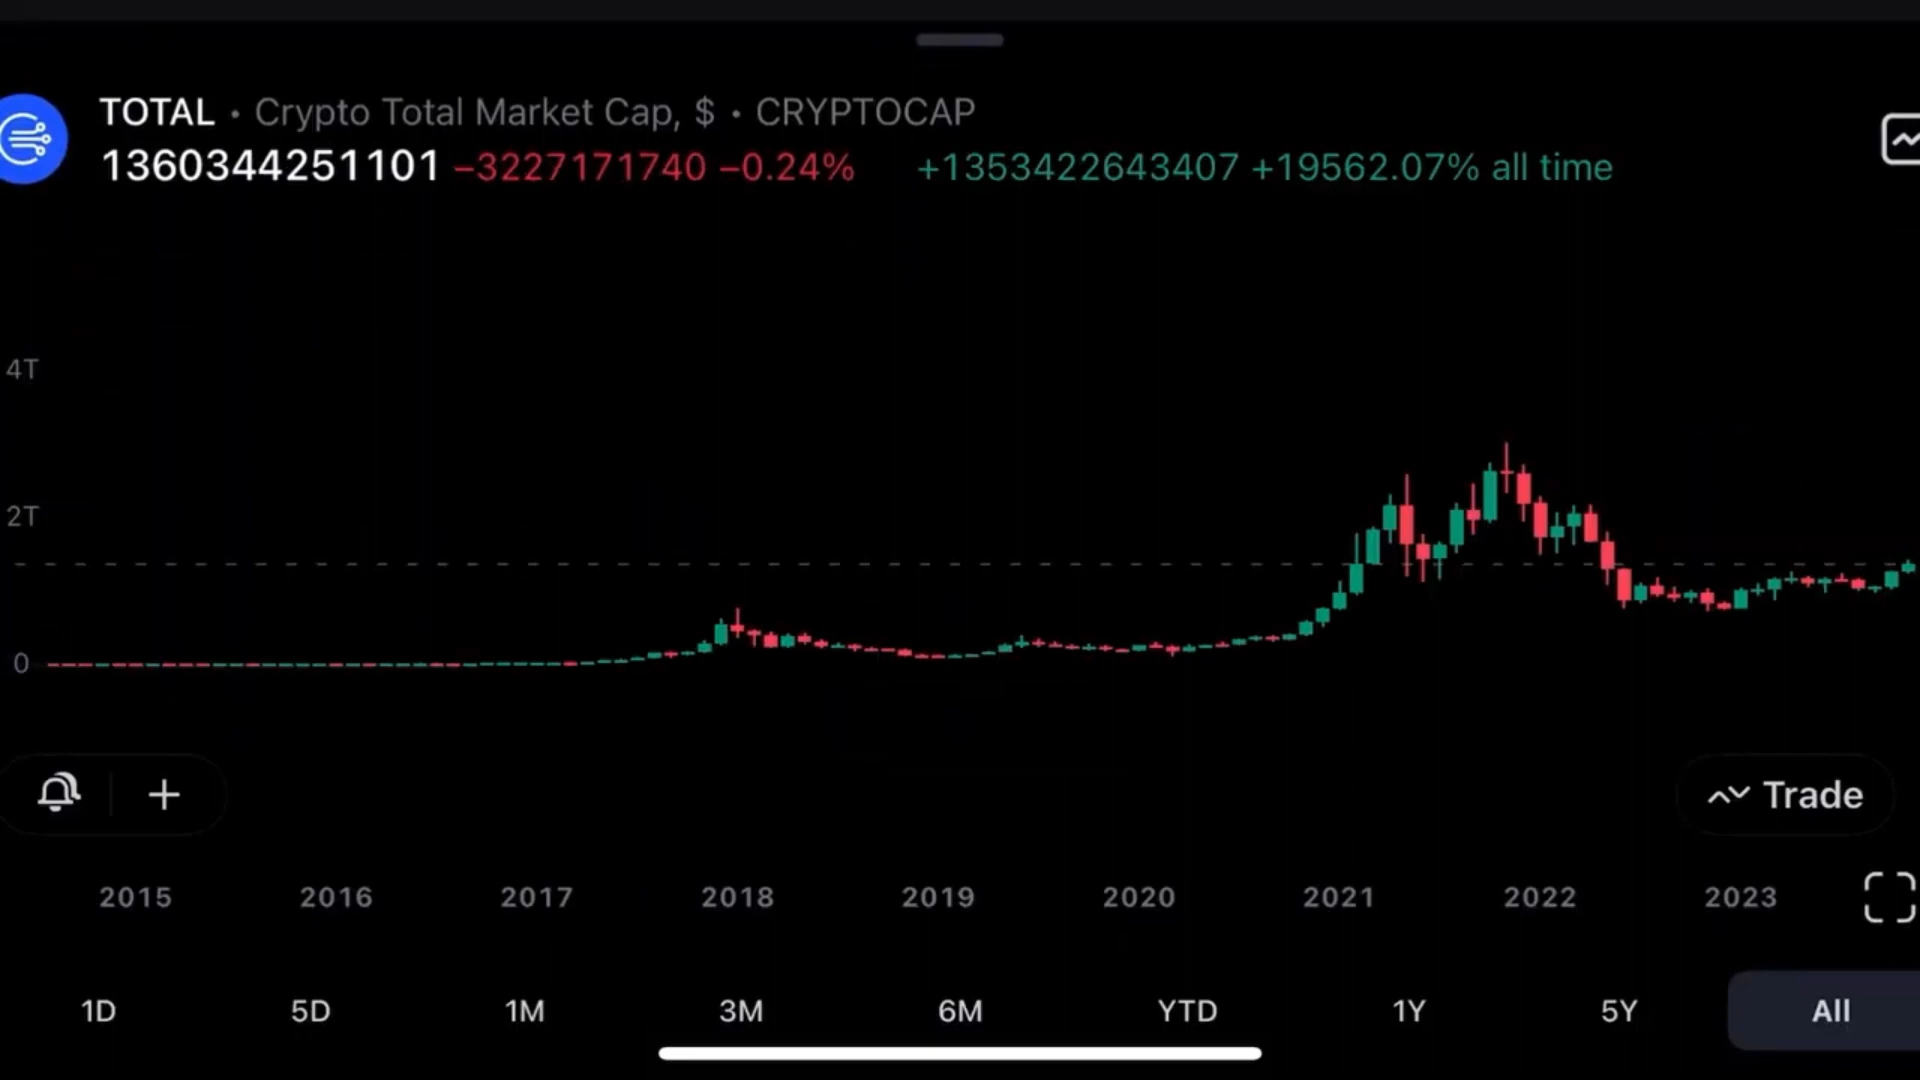 TOTAL · Crypto Total Market Cap, $ · CRYPTOCAP
1360344251101 −3227171740 −0.24% +1353422643407 +19562.07% all time
4T
2T
0
Trade
2015 2016 2017 2018 2019 2020 2021 2022 2023
1D 5D 1M 3M 6M YTD 1Y 5Y All